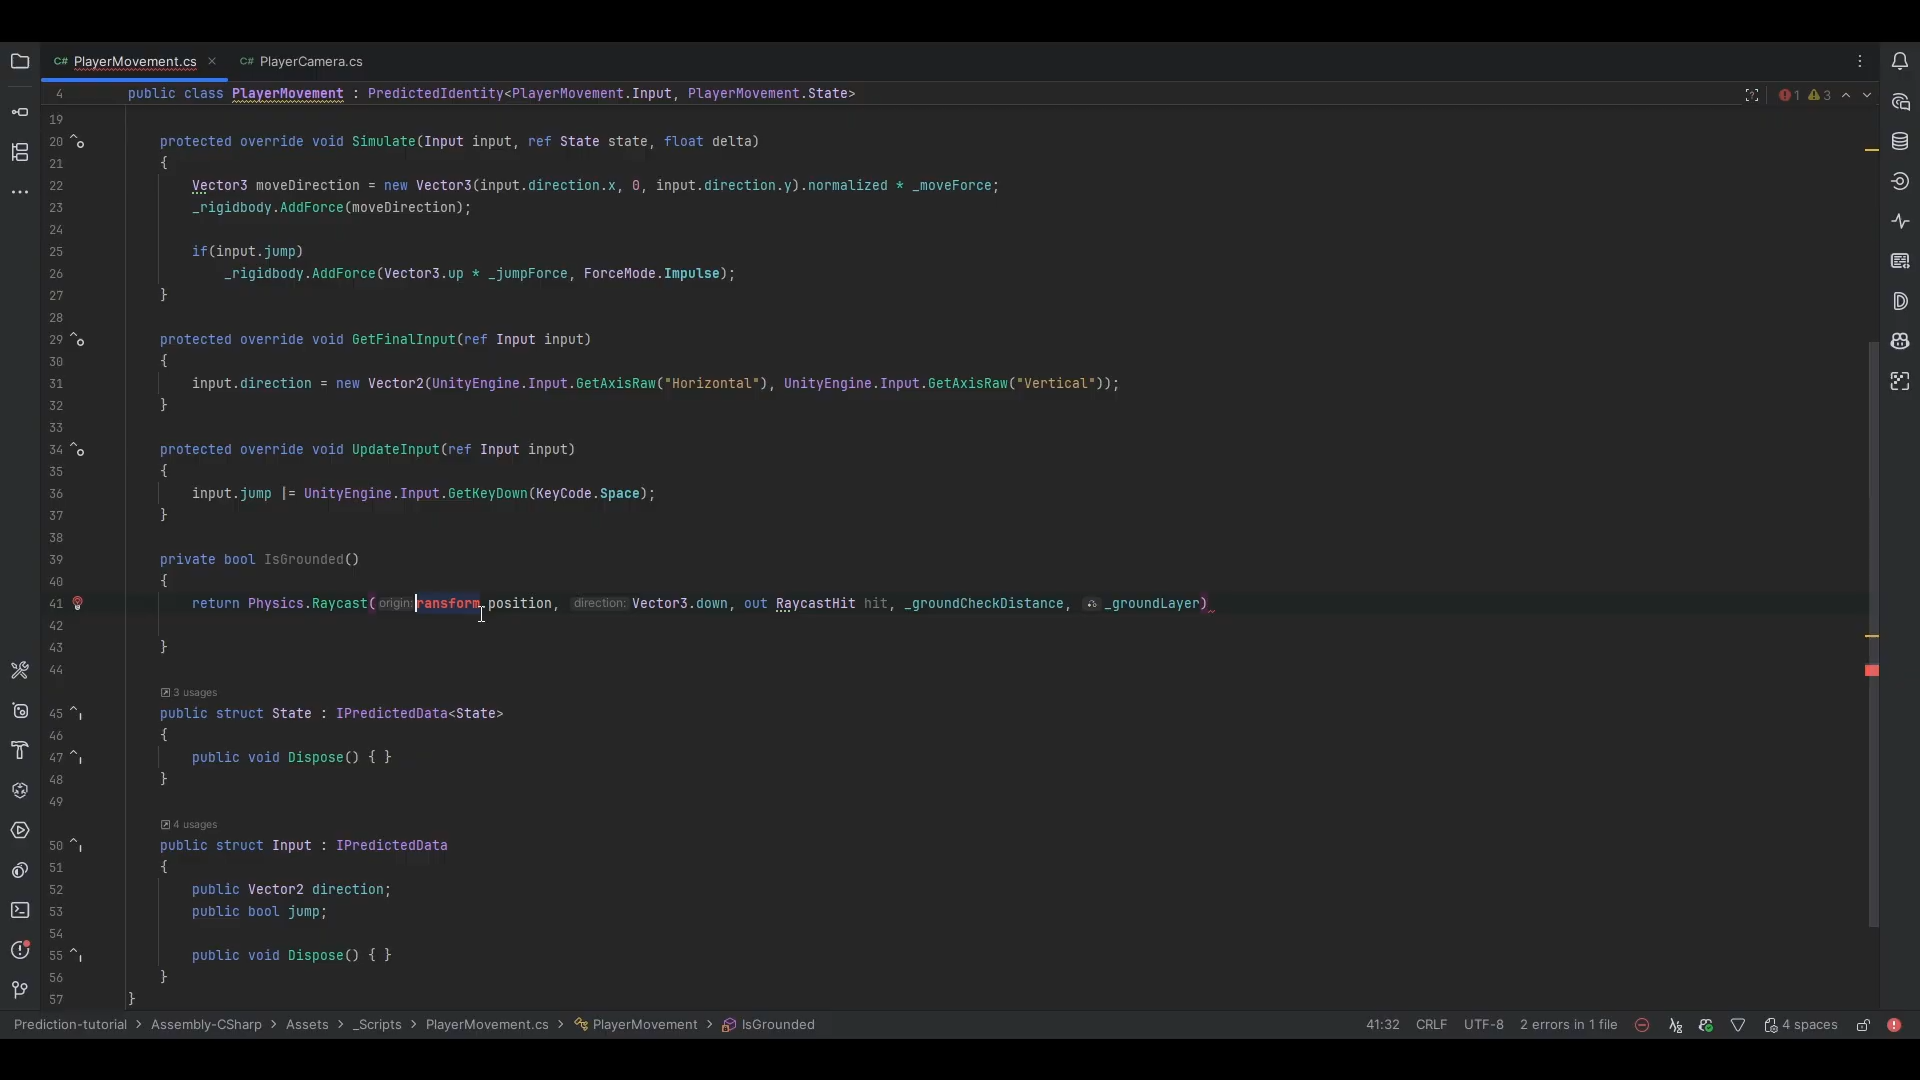 C# PlayerMovement.cs × C# PlayerCamera.cs
4 public class PlayerMovement : PredictedIdentity<PlayerMovement.Input, PlayerMovement.State> 1 3
19
20 protected override void Simulate(Input input, ref State state, float delta)
21 {
22 Vector3 moveDirection = new Vector3(input.direction.x, 0, input.direction.y).normalized * _moveForce;
23 _rigidbody.AddForce(moveDirection);
24
25 if(input.jump)
26 _rigidbody.AddForce(Vector3.up * _jumpForce, ForceMode.Impulse);
27 }
28
29 protected override void GetFinalInput(ref Input input)
30 {
31 input.direction = new Vector2(UnityEngine.Input.GetAxisRaw("Horizontal"), UnityEngine.Input.GetAxisRaw("Vertical"));
32 }
33
34 protected override void UpdateInput(ref Input input)
35 {
36 input.jump |= UnityEngine.Input.GetKeyDown(KeyCode.Space);
37 }
38
39 private bool IsGrounded()
40 {
41 return Physics.Raycast( origin: ransform.position, direction: Vector3.down, out RaycastHit hit, _groundCheckDistance, _groundLayer)
42
43 }
44
3 usages
45 public struct State : IPredictedData<State>
46 {
47 public void Dispose() { }
48 }
49
4 usages
50 public struct Input : IPredictedData
51 {
52 public Vector2 direction;
53 public bool jump;
54
55 public void Dispose() { }
56 }
57 }
Prediction-tutorial > Assembly-CSharp > Assets > _Scripts > PlayerMovement.cs > PlayerMovement > IsGrounded 41:32 CRLF UTF-8 2 errors in 1 file 4 spaces